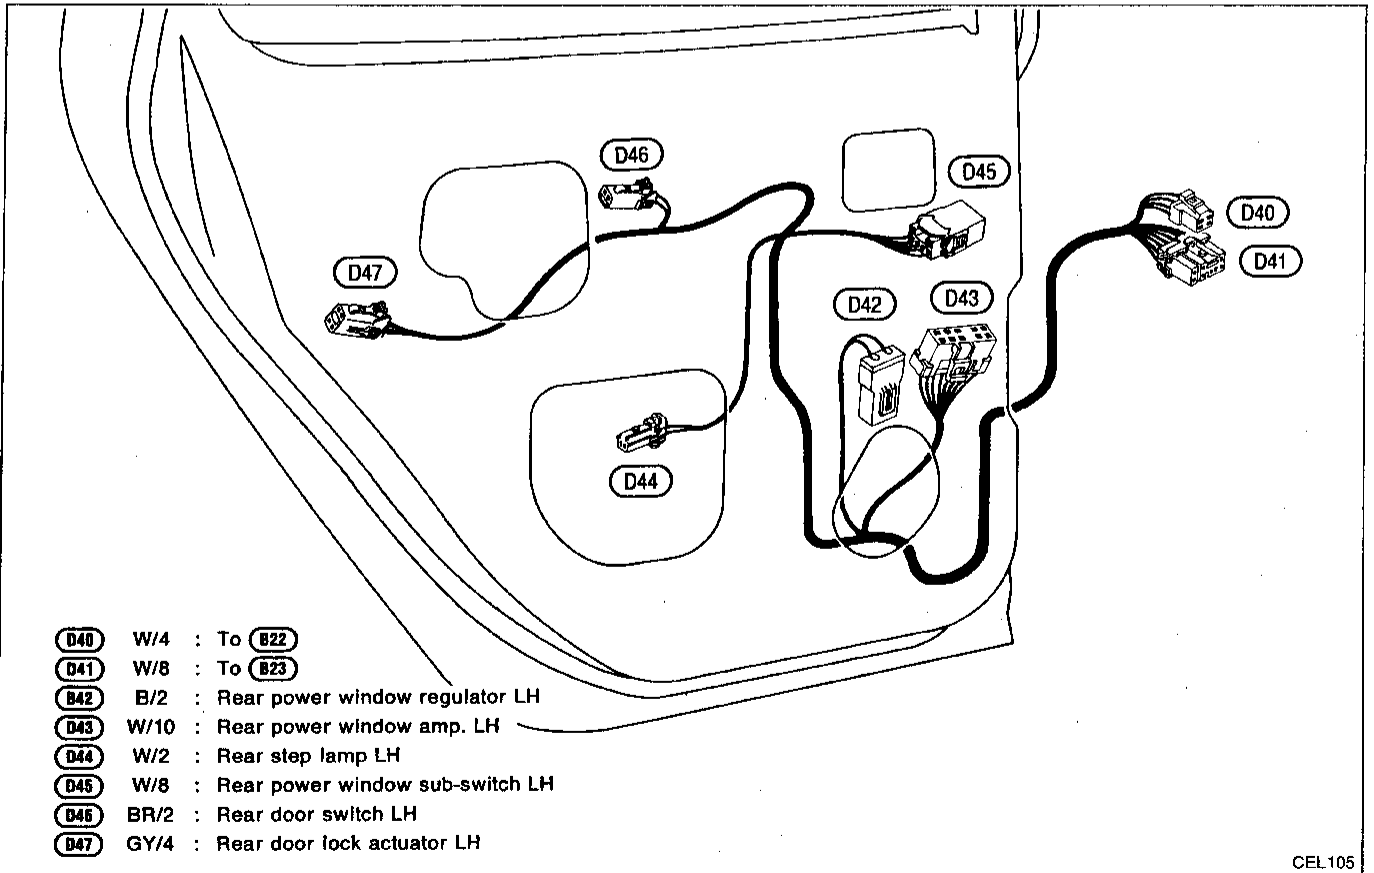 D46
D45
D40
D41
D47
D42
D43
D44
D40 W/4 : To B22
D41 W/8 : To B23
B42 B/2 : Rear power window regulator LH
D43 W/10 : Rear power window amp. LH
D44 W/2 : Rear step lamp LH
D45 W/8 : Rear power window sub-switch LH
D46 BR/2 : Rear door switch LH
D47 GY/4 : Rear door lock actuator LH
CEL105